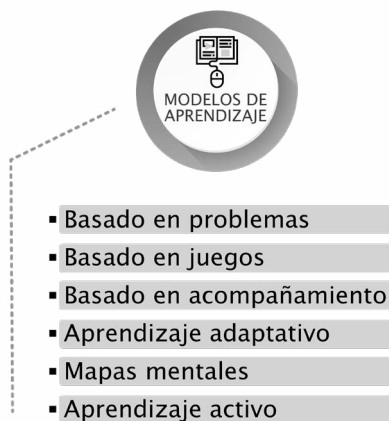 MODELOS DE
APRENDIZAJE
▪ Basado en problemas
▪ Basado en juegos
▪ Basado en acompañamiento
▪ Aprendizaje adaptativo
▪ Mapas mentales
▪ Aprendizaje activo